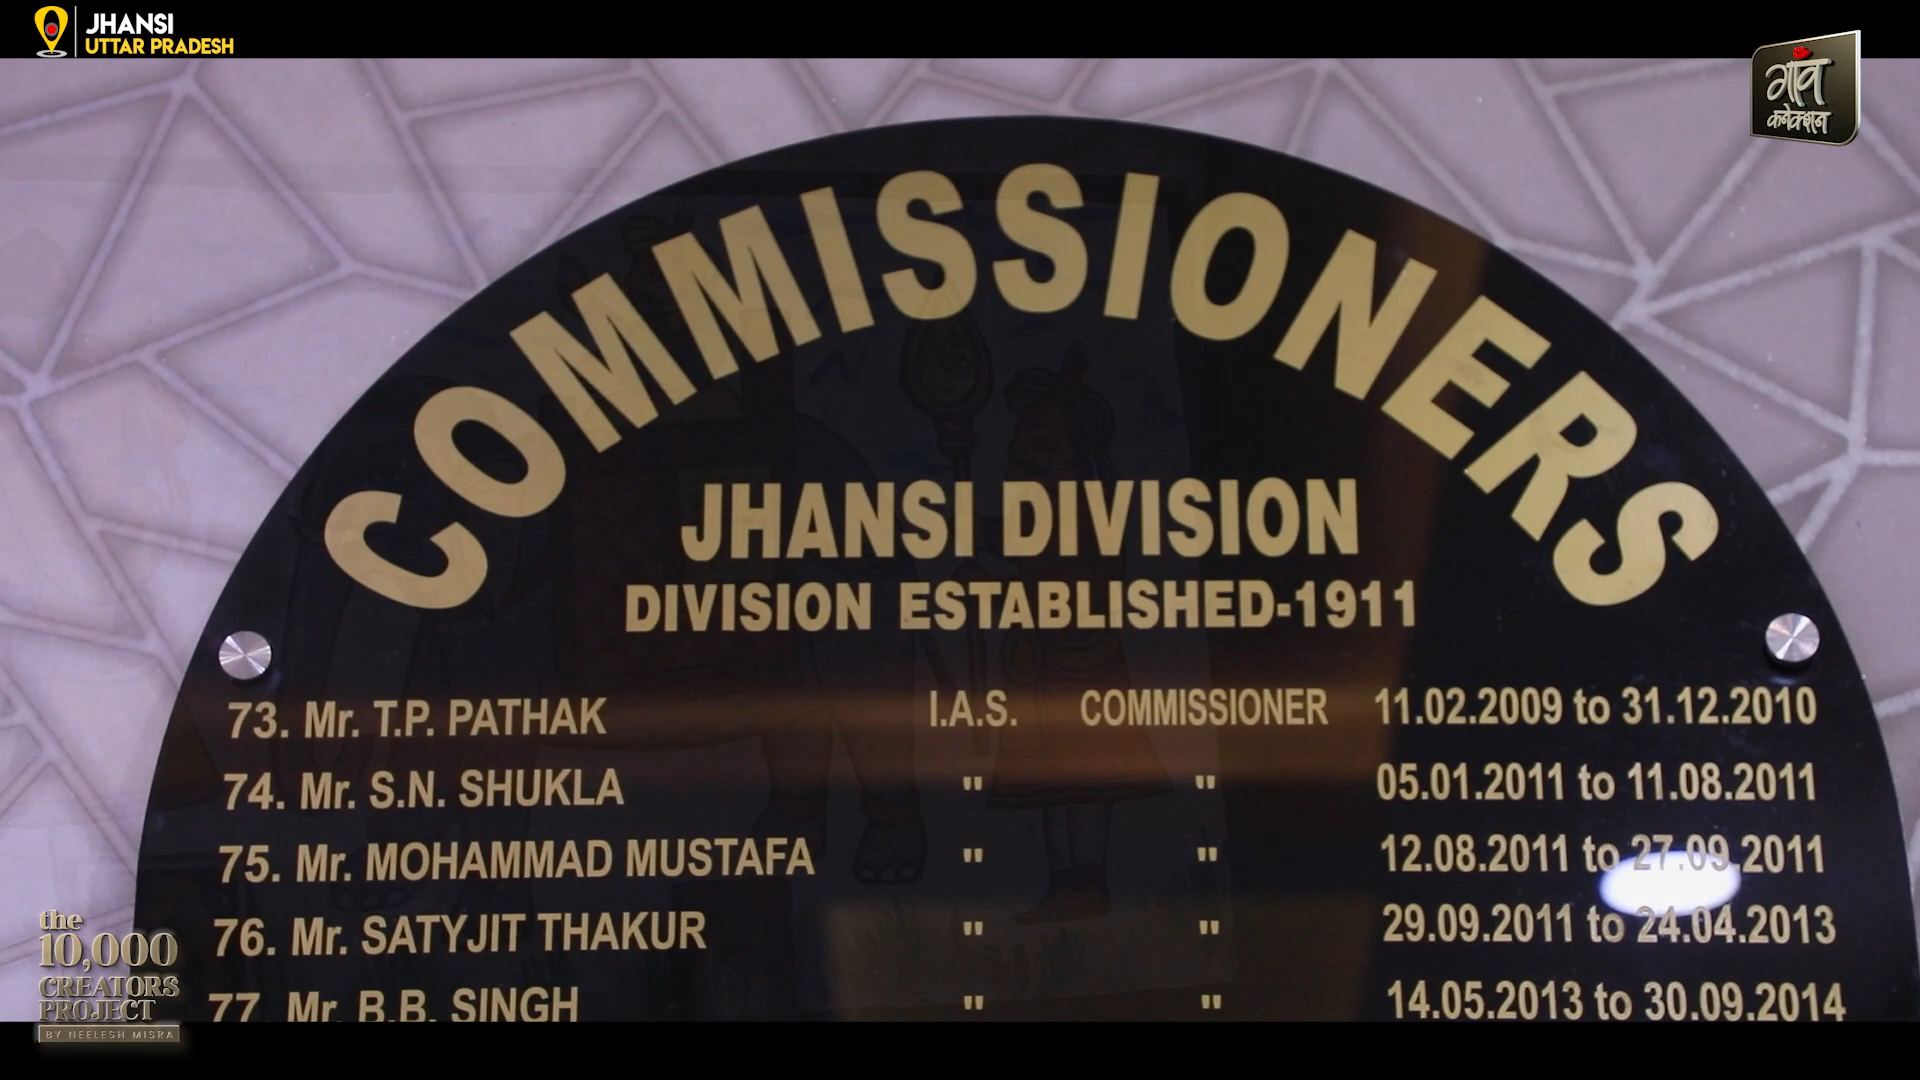 JHANSI
UTTAR PRADESH
गांव
कनेक्शन
COMMISSIONERS
JHANSI DIVISION
DIVISION ESTABLISHED-1911
73. Mr. T.P. PATHAK I.A.S. COMMISSIONER 11.02.2009 to 31.12.2010
74. Mr. S.N. SHUKLA " " 05.01.2011 to 11.08.2011
75. Mr. MOHAMMAD MUSTAFA " " 12.08.2011 to 27.09.2011
76. Mr. SATYJIT THAKUR " " 29.09.2011 to 24.04.2013
77. Mr. B.B. SINGH " " 14.05.2013 to 30.09.2014
the
10,000
CREATORS
PROJECT
BY NEELESH MISRA